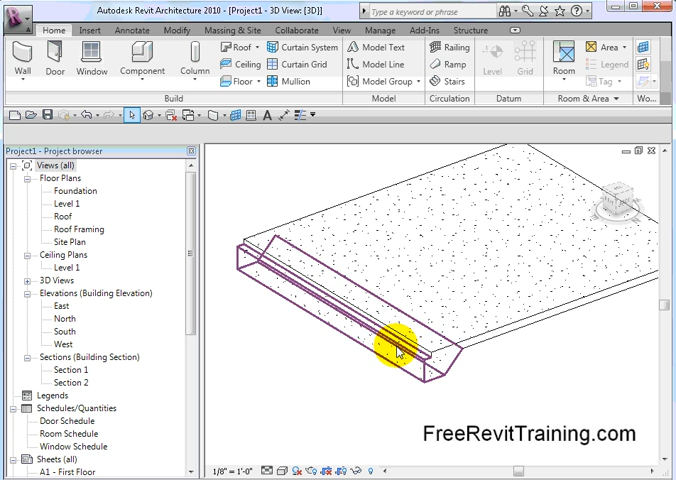 Autodesk Revit Architecture 2010 - [Project1 - 3D View: {3D}]
Type a keyword or phrase
Home Insert Annotate Modify Massing & Site Collaborate View Manage Add-Ins Structure
Wall Door Window Component Column
Roof Curtain System
Ceiling Curtain Grid
Floor Mullion
Model Text
Model Line
Model Group
Railing
Ramp
Stairs
Level Grid
Room
Area
Legend
Tag
Build Model Circulation Datum Room & Area Wo...
Project1 - Project browser
Views (all)
Floor Plans
Foundation
Level 1
Roof
Roof Framing
Site Plan
Ceiling Plans
Level 1
3D Views
Elevations (Building Elevation)
East
North
South
West
Sections (Building Section)
Section 1
Section 2
Legends
Schedules/Quantities
Door Schedule
Room Schedule
Window Schedule
Sheets (all)
A1 - First Floor
FreeRevitTraining.com
1/8" = 1'-0"